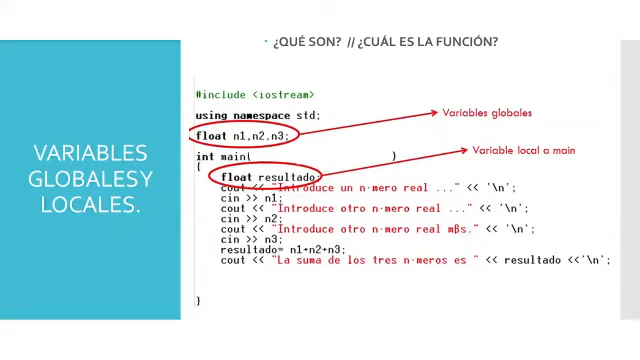 • ¿QUÉ SON? // ¿CUÁL ES LA FUNCIÓN?
VARIABLES
GLOBALES Y
LOCALES.
#include <iostream>
using namespace std;
float n1,n2,n3;
Variables globales
int main( )
Variable local a main
{
float resultado;
cout << "Introduce un n·mero real ..." << '\n';
cin >> n1;
cout << "Introduce otro n·mero real ..." << '\n';
cin >> n2;
cout << "Introduce otro n·mero real mßs." << '\n';
cin >> n3;
resultado= n1+n2+n3;
cout << "La suma de los tres n·meros es " << resultado <<'\n';
}